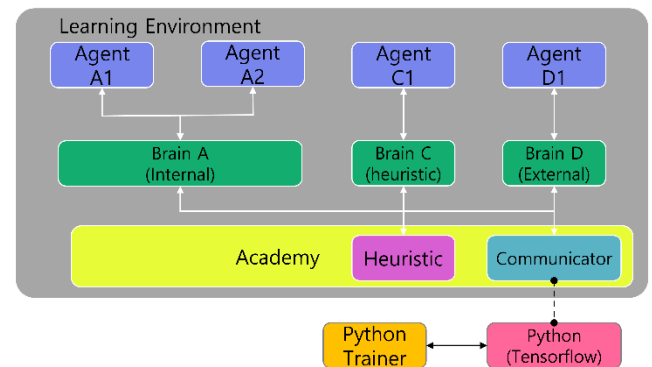 Learning Environment
Agent
A1
Agent
A2
Agent
C1
Agent
D1
Brain A
(Internal)
Brain C
(heuristic)
Brain D
(External)
Academy
Heuristic
Communicator
Python
Trainer
Python
(Tensorflow)